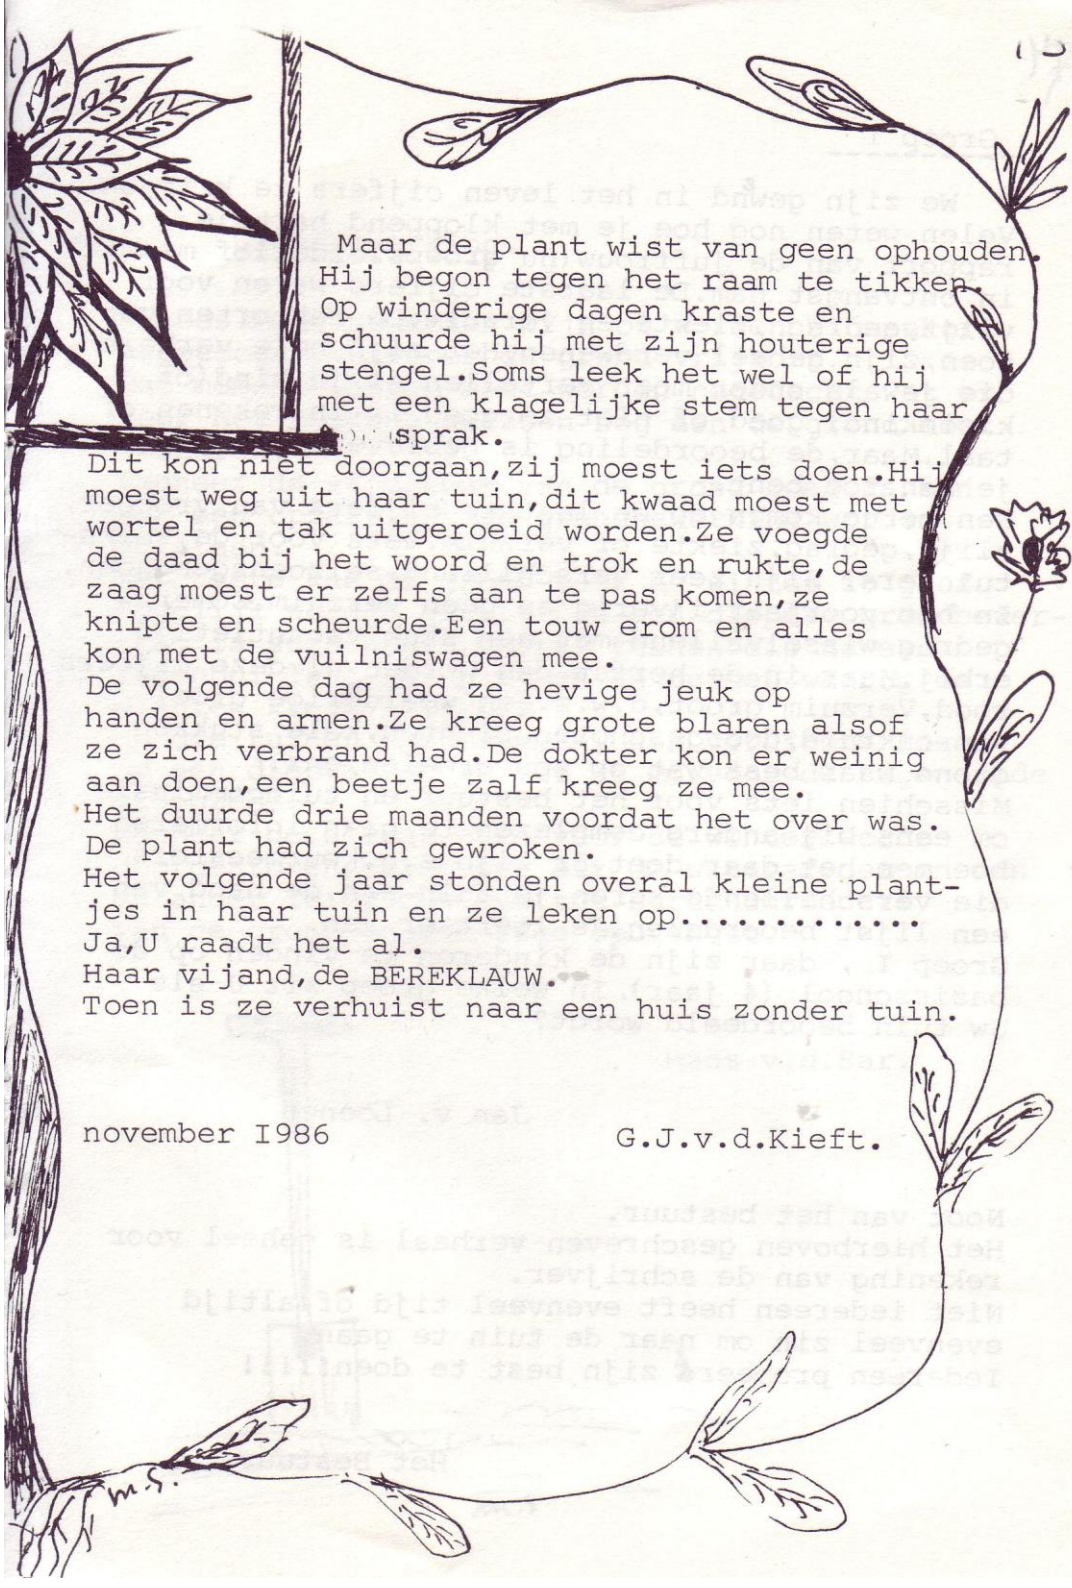 Maar de plant wist van geen ophouden.
Hij begon tegen het raam te tikken.
Op winderige dagen kraste en
schuurde hij met zijn houterige
stengel.Soms leek het wel of hij
met een klagelijke stem tegen haar
sprak.
Dit kon niet doorgaan,zij moest iets doen.Hij
moest weg uit haar tuin,dit kwaad moest met
wortel en tak uitgeroeid worden.Ze voegde
de daad bij het woord en trok en rukte,de
zaag moest er zelfs aan te pas komen,ze
knipte en scheurde.Een touw erom en alles
kon met de vuilniswagen mee.
De volgende dag had ze hevige jeuk op
handen en armen.Ze kreeg grote blaren alsof
ze zich verbrand had.De dokter kon er weinig
aan doen,een beetje zalf kreeg ze mee.
Het duurde drie maanden voordat het over was.
De plant had zich gewroken.
Het volgende jaar stonden overal kleine plant-
jes in haar tuin en ze leken op...............
Ja,U raadt het al.
Haar vijand,de BEREKLAUW.
Toen is ze verhuist naar een huis zonder tuin.
november I986 G.J.v.d.Kieft.
m.S.